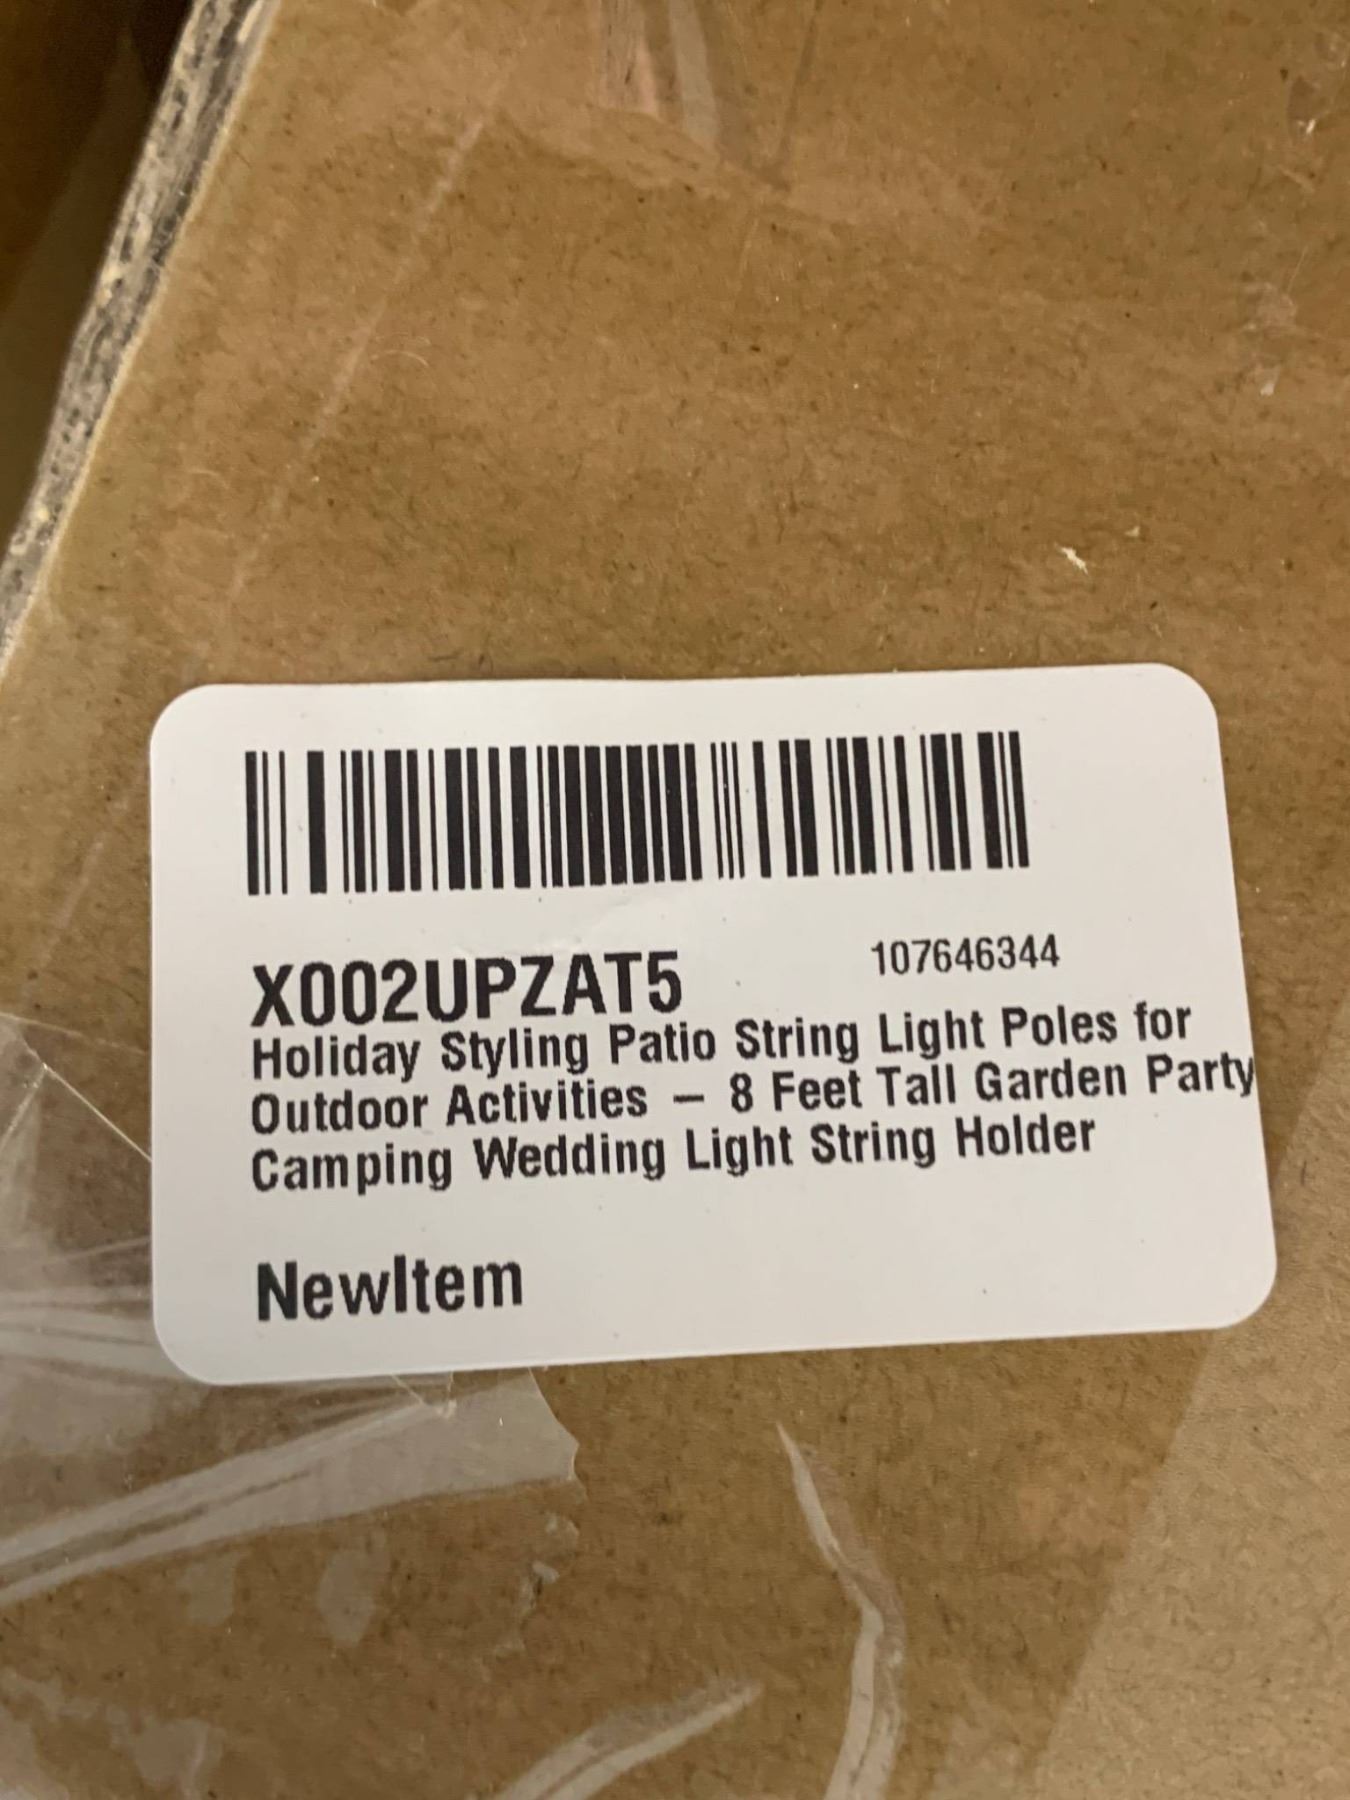 X002UPZAT5 107646344
Holiday Styling Patio String Light Poles for
Outdoor Activities – 8 Feet Tall Garden Party
Camping Wedding Light String Holder
NewItem